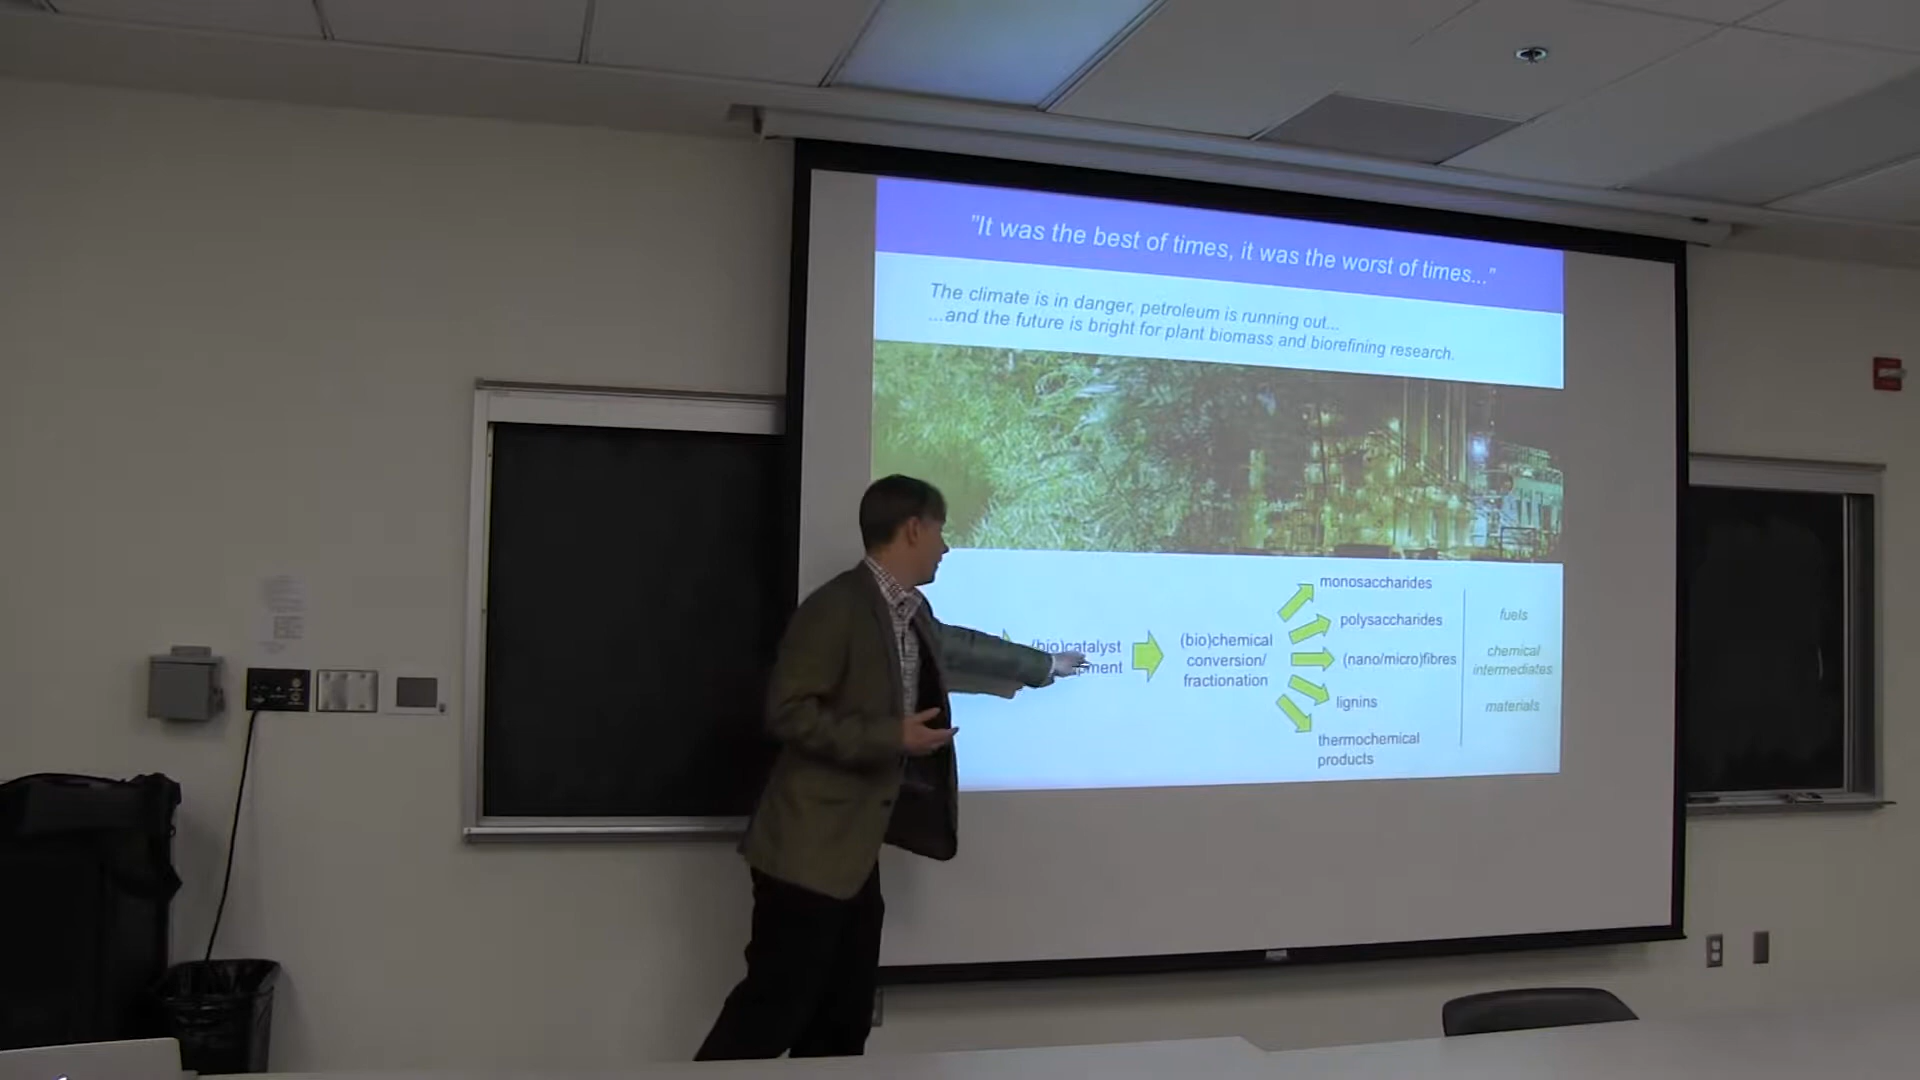 "It was the best of times, it was the worst of times..."
The climate is in danger, petroleum is running out...
...and the future is bright for plant biomass and biorefining research.
(bio)catalyst
(bio)chemical
conversion/
fractionation
monosaccharides
polysaccharides
(nano/micro)fibres
lignins
thermochemical
products
fuels
chemical
intermediates
materials